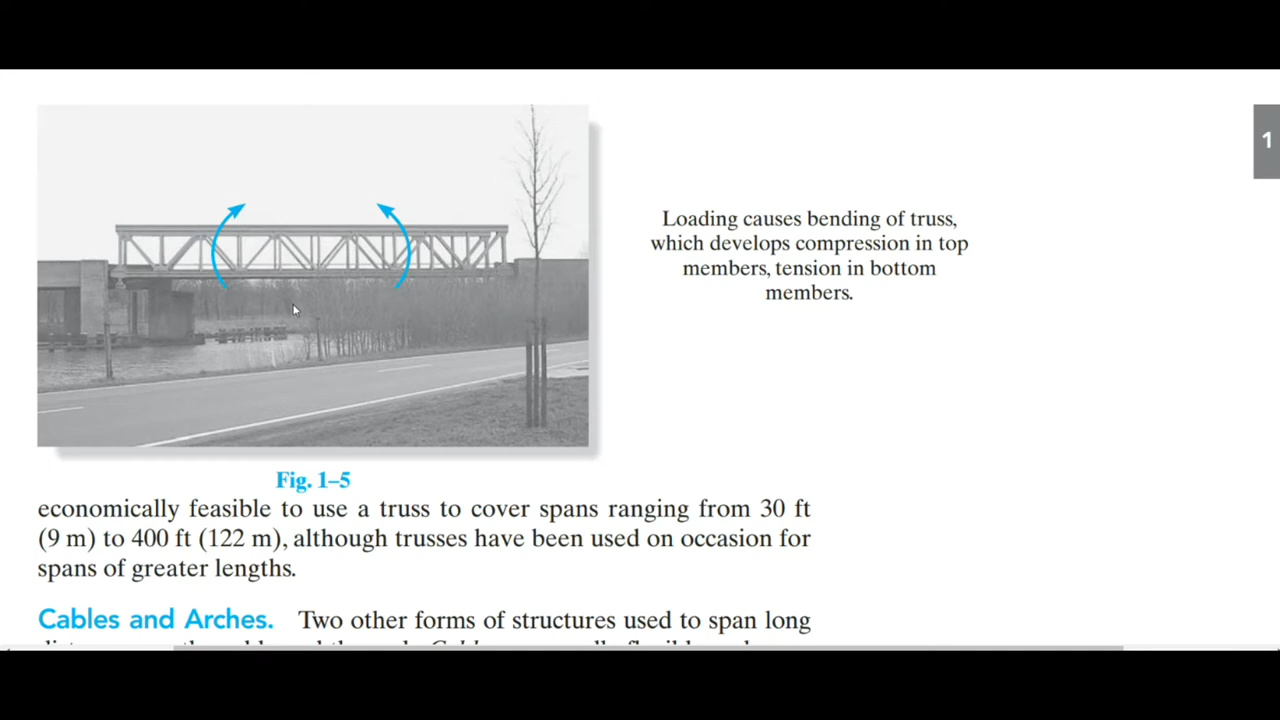 1
Loading causes bending of truss,
which develops compression in top
members, tension in bottom
members.
Fig. 1–5
economically feasible to use a truss to cover spans ranging from 30 ft
(9 m) to 400 ft (122 m), although trusses have been used on occasion for
spans of greater lengths.
Cables and Arches. Two other forms of structures used to span long